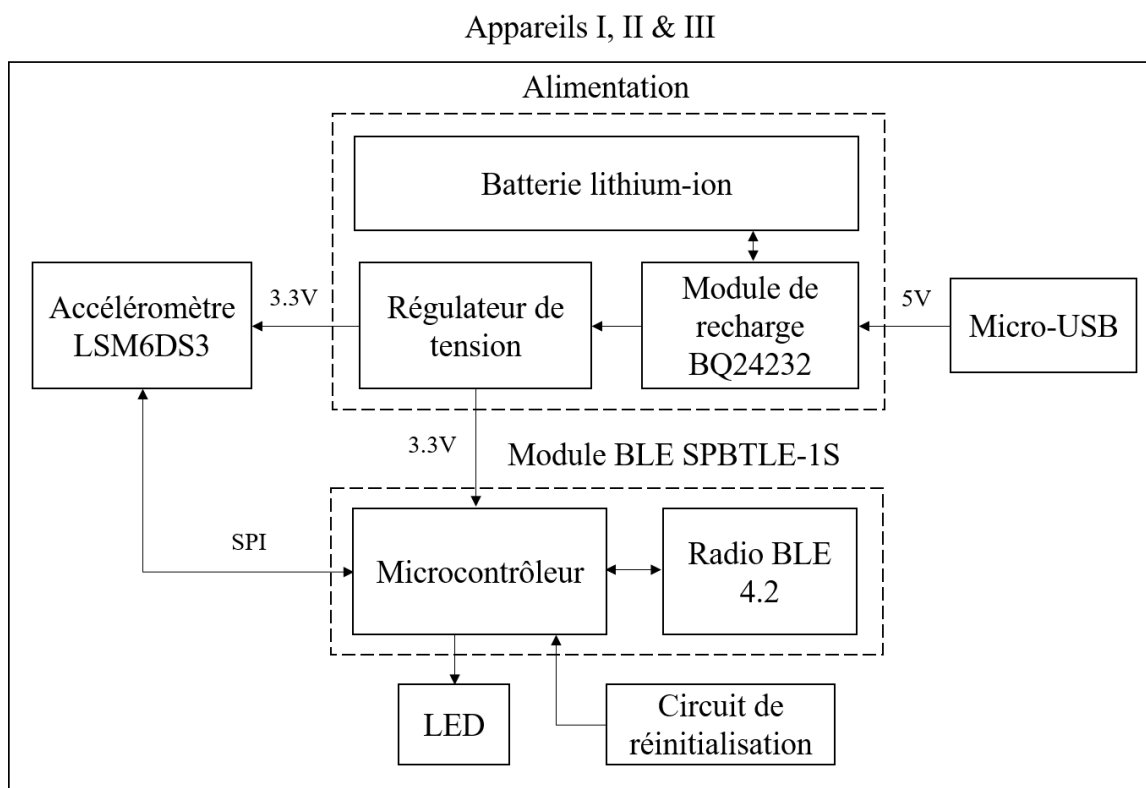 Appareils I, II & III
Alimentation
Batterie lithium-ion
Accéléromètre
LSM6DS3
3.3V
Régulateur de
tension
Module de
recharge
BQ24232
5V
Micro-USB
3.3V
Module BLE SPBTLE-1S
SPI
Microcontrôleur
Radio BLE
4.2
LED
Circuit de
réinitialisation